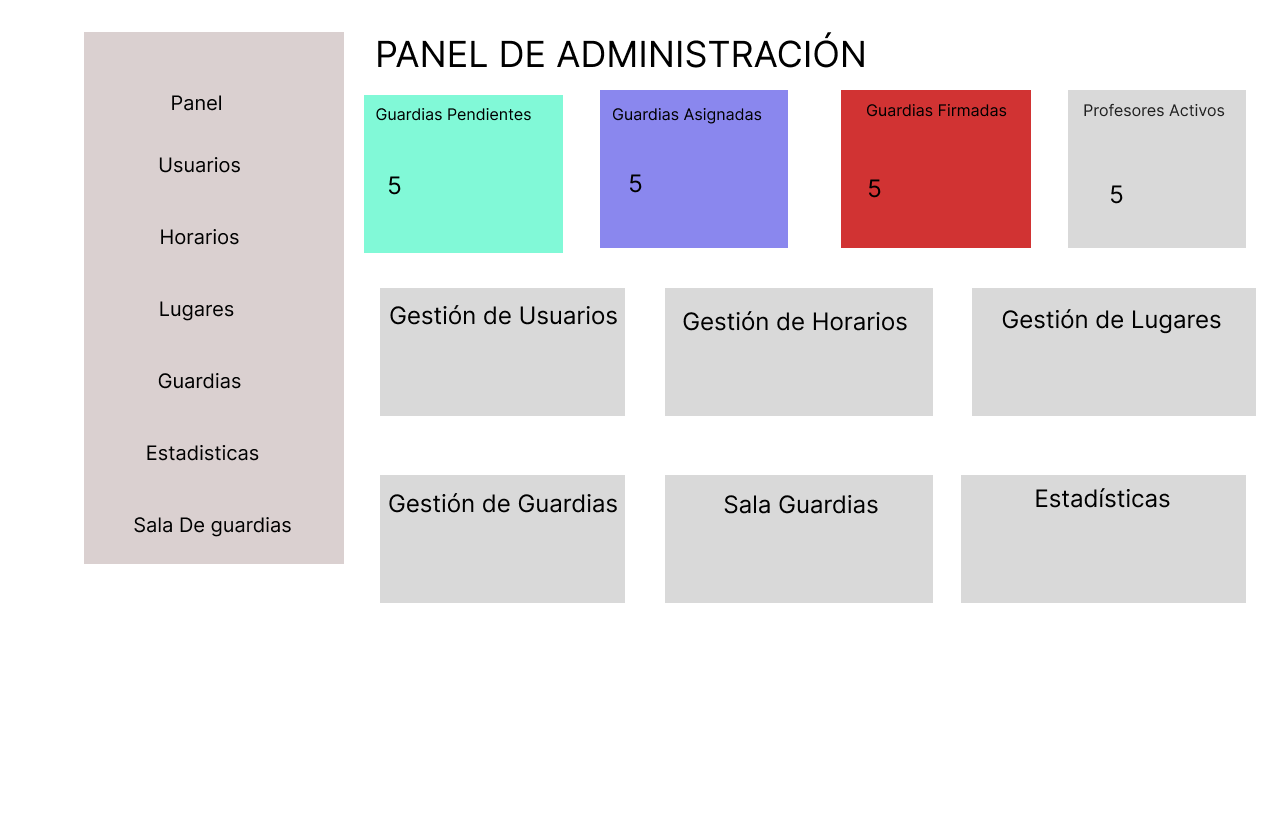 Panel
Usuarios
Horarios
Lugares
Guardias
Estadisticas
Sala De guardias
PANEL DE ADMINISTRACIÓN
Guardias Pendientes
5
Guardias Asignadas
5
Guardias Firmadas
5
Profesores Activos
5
Gestión de Usuarios
Gestión de Horarios
Gestión de Lugares
Gestión de Guardias
Sala Guardias
Estadísticas